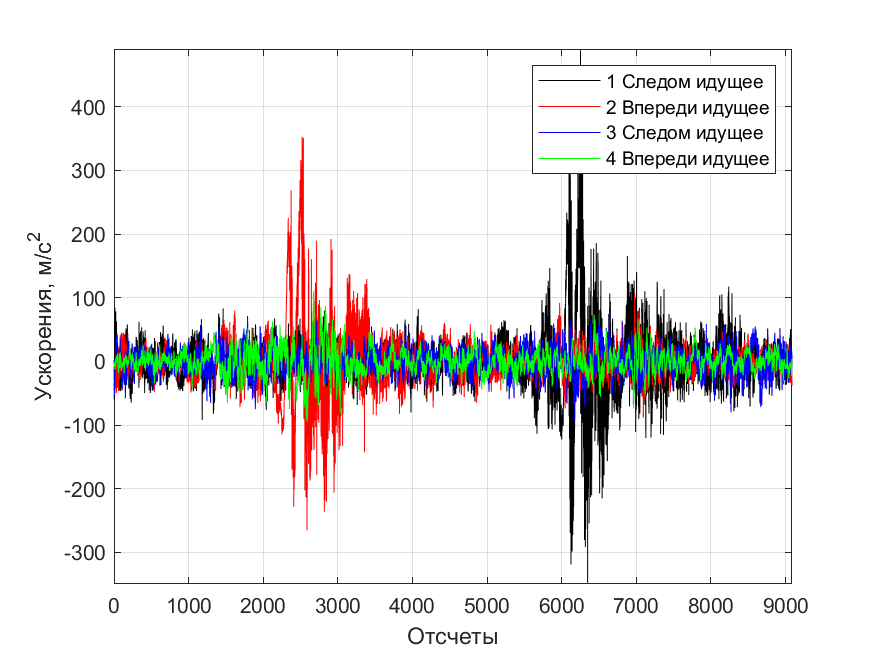 1 Следом идущее
2 Впереди идущее
3 Следом идущее
4 Впереди идущее
400
300
200
100
0
-100
-200
-300
Ускорения, м/с²
0 1000 2000 3000 4000 5000 6000 7000 8000 9000
Отсчеты